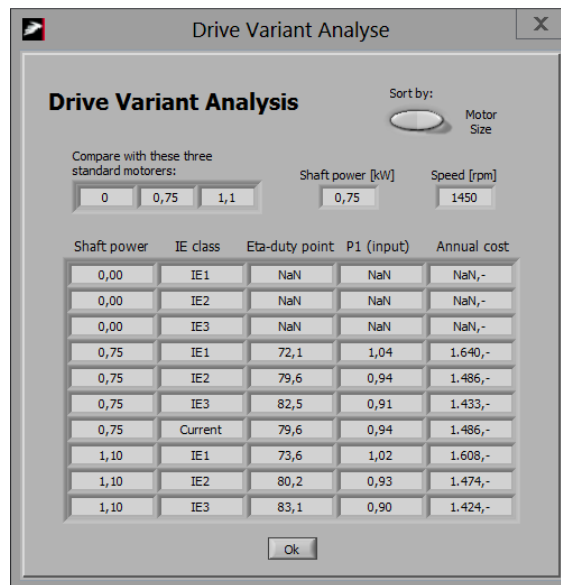 Drive Variant Analyse
X
Drive Variant Analysis
Sort by:
Motor
Size
Compare with these three
standard motorers:
Shaft power [kW]
Speed [rpm]
0 0,75 1,1 0,75 1450
Shaft power IE class Eta-duty point P1 (input) Annual cost
0,00 IE1 NaN NaN NaN,-
0,00 IE2 NaN NaN NaN,-
0,00 IE3 NaN NaN NaN,-
0,75 IE1 72,1 1,04 1.640,-
0,75 IE2 79,6 0,94 1.486,-
0,75 IE3 82,5 0,91 1.433,-
0,75 Current 79,6 0,94 1.486,-
1,10 IE1 73,6 1,02 1.608,-
1,10 IE2 80,2 0,93 1.474,-
1,10 IE3 83,1 0,90 1.424,-
Ok